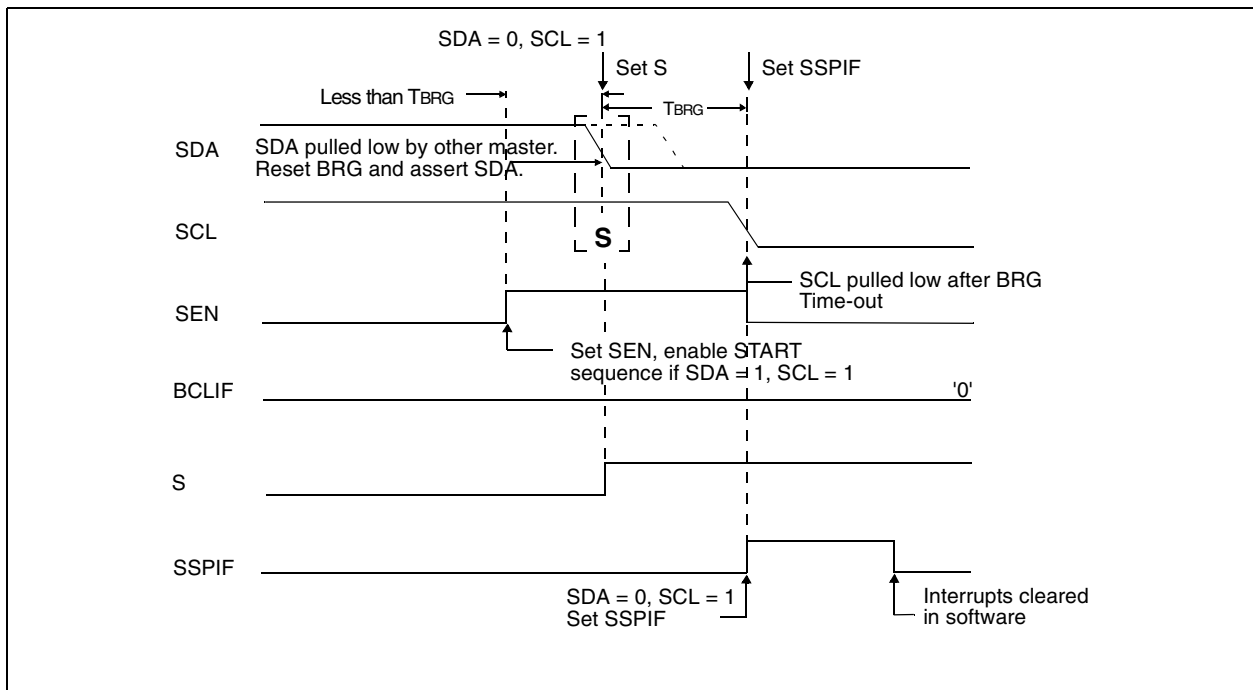 SDA = 0, SCL = 1
Set S
Set SSPIF
Less than TBRG
TBRG
SDA
SDA pulled low by other master.
Reset BRG and assert SDA.
SCL
S
SCL pulled low after BRG
Time-out
SEN
Set SEN, enable START
sequence if SDA = 1, SCL = 1
BCLIF
'0'
S
SSPIF
SDA = 0, SCL = 1
Set SSPIF
Interrupts cleared
in software